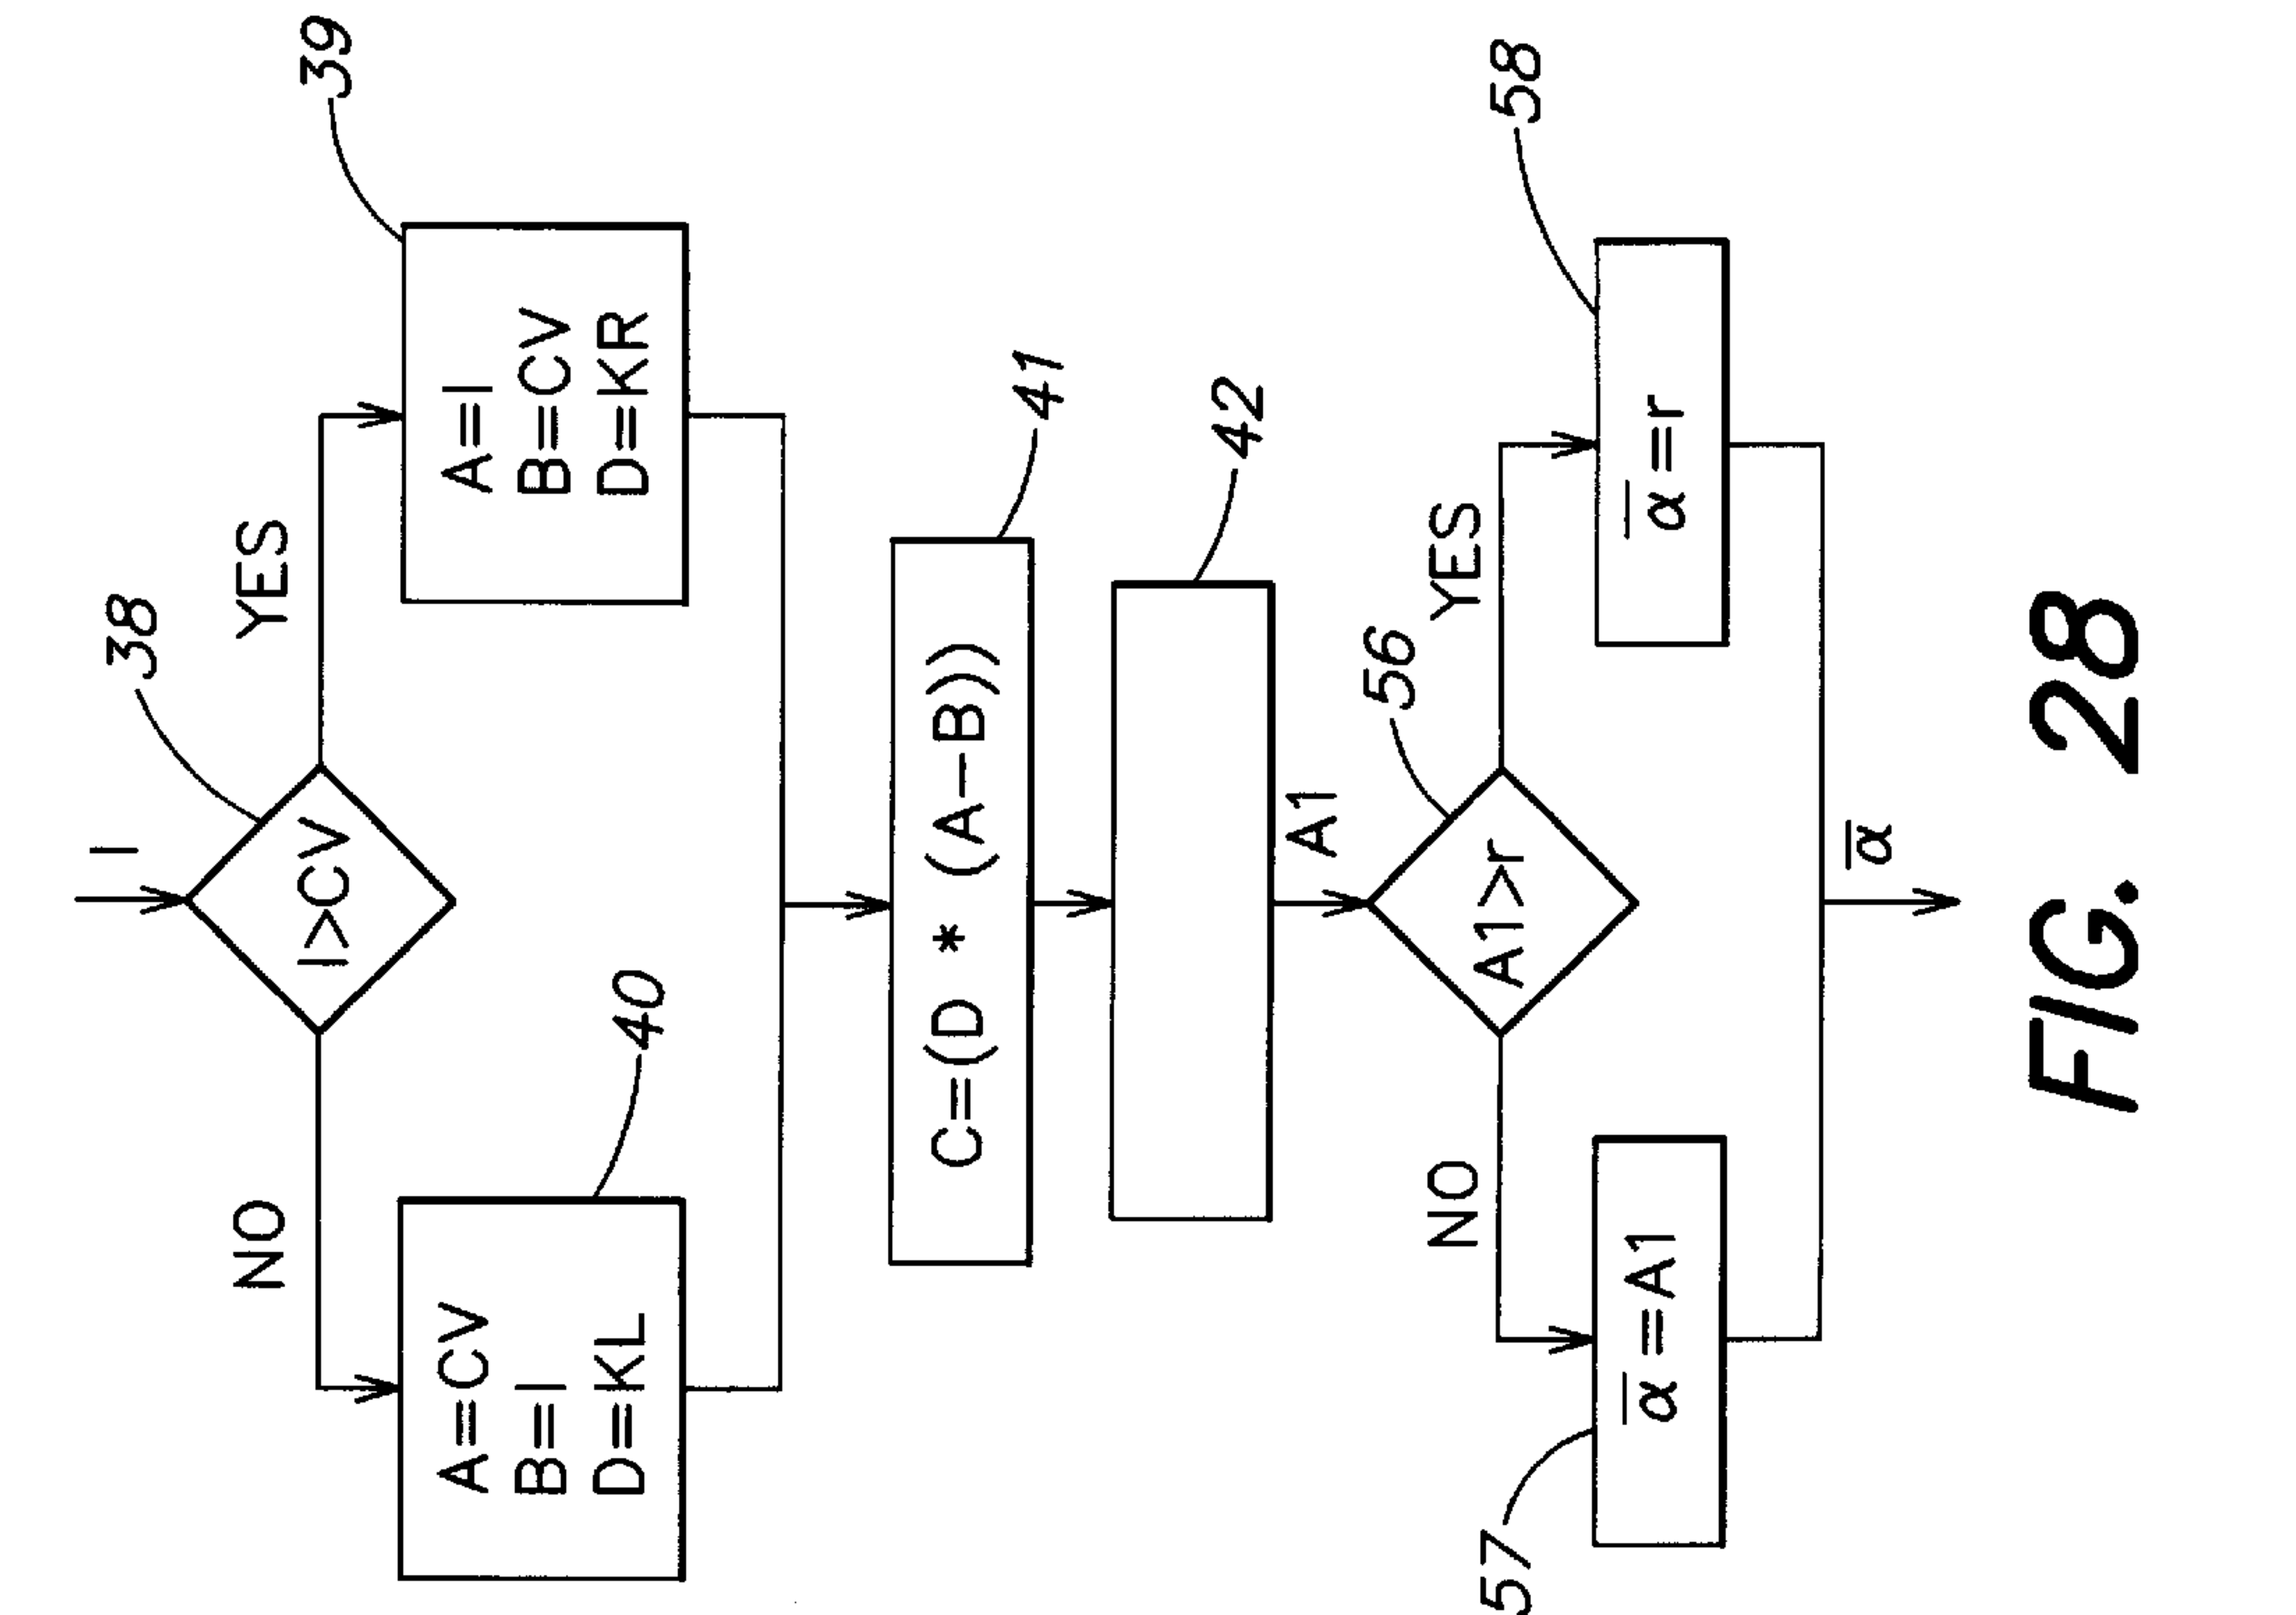 I
38
I>CV
NO
YES
39
40
A=CV
B=I
D=KL
A=I
B=CV
D=KR
41
C=(D * (A-B))
42
A1
56
A1>r
NO
YES
57
58
α̅=A1
α̅=r
α̅
FIG. 28